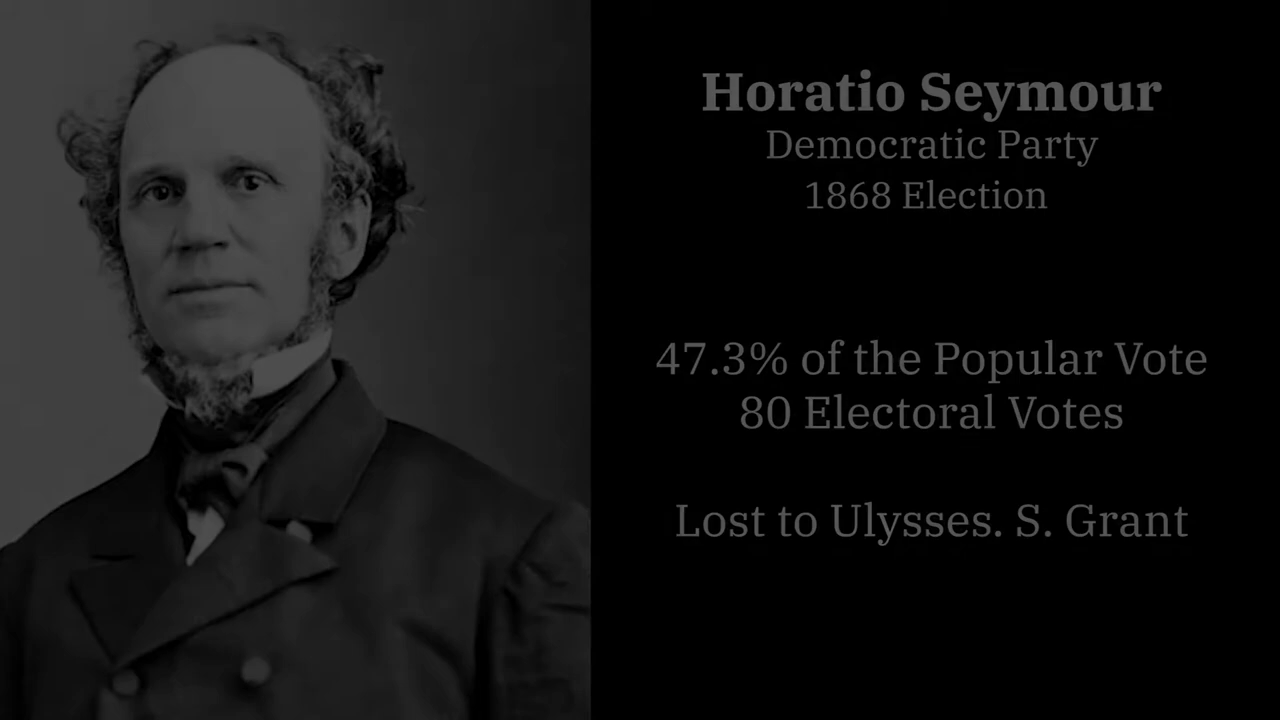 Horatio Seymour
Democratic Party
1868 Election
47.3% of the Popular Vote
80 Electoral Votes
Lost to Ulysses. S. Grant